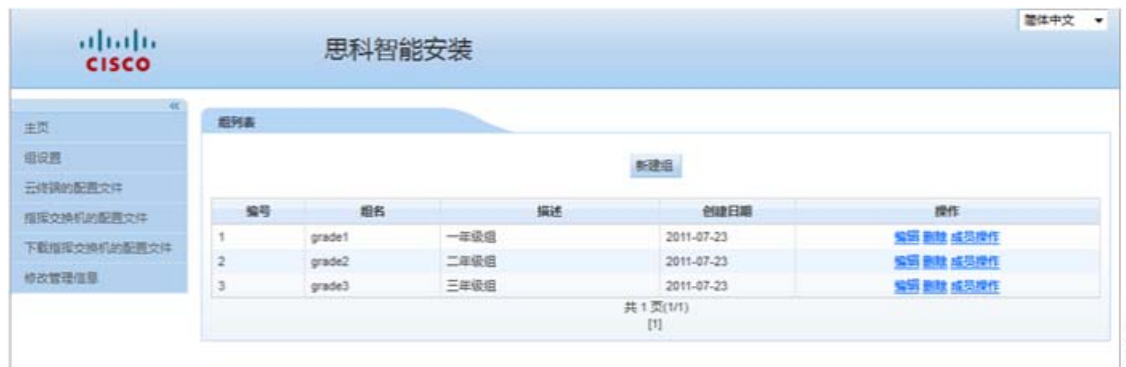 简体中文
CISCO
思科智能安装
«
主页
组设置
云终端的配置文件
指挥交换机的配置文件
下载指挥交换机的配置文件
修改管理信息
组列表
新建组
编号 组名 描述 创建日期 操作
1 grade1 一年级组 2011-07-23 编辑 删除 成员操作
2 grade2 二年级组 2011-07-23 编辑 删除 成员操作
3 grade3 三年级组 2011-07-23 编辑 删除 成员操作
共 1 页(1/1)
[1]